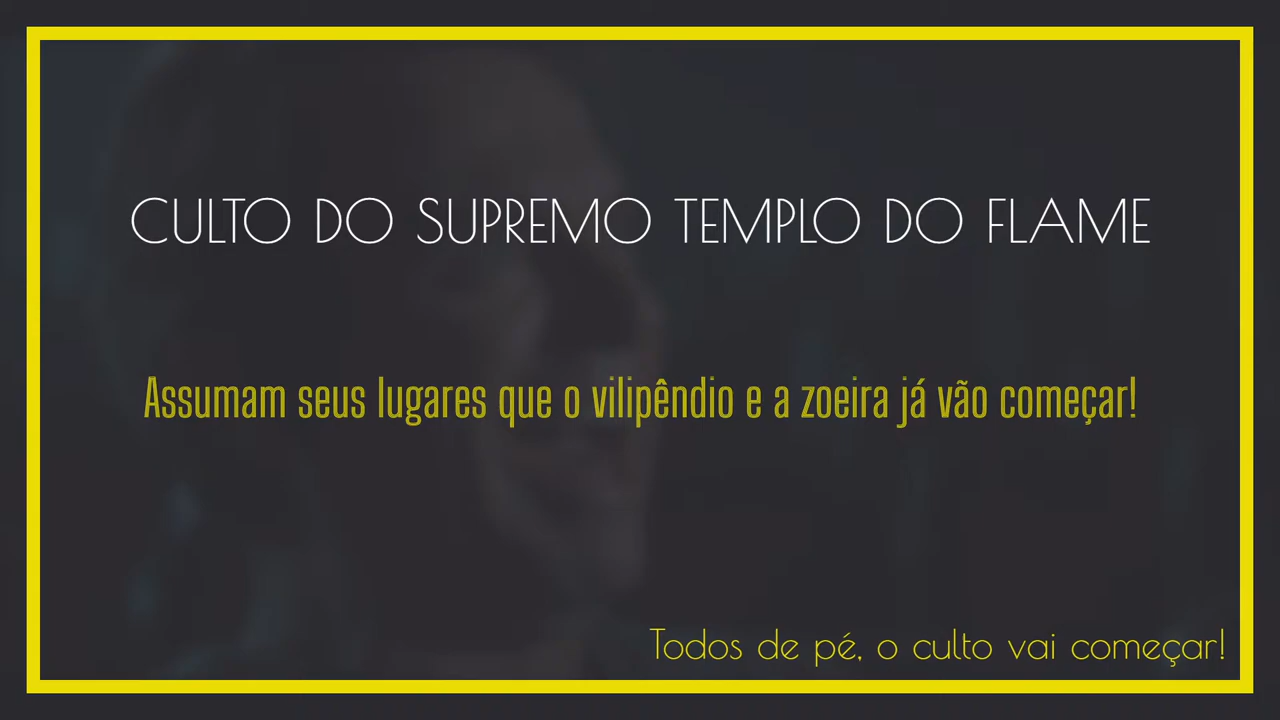 CULTO DO SUPREMO TEMPLO DO FLAME
Assumam seus lugares que o vilipêndio e a zoeira já vão começar!
Todos de pé, o culto vai começar!